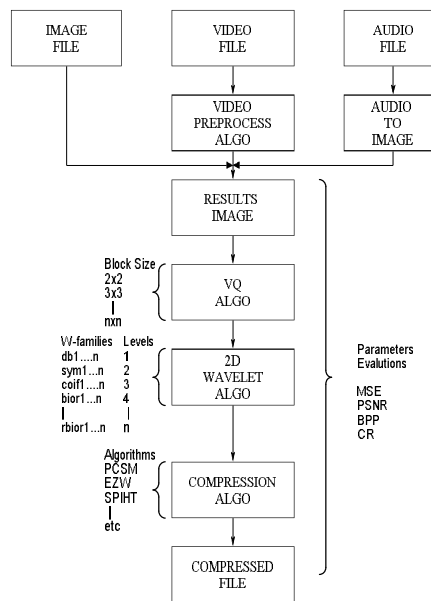 IMAGE
FILE
VIDEO
FILE
AUDIO
FILE
VIDEO
PREPROCESS
ALGO
AUDIO
TO
IMAGE
RESULTS
IMAGE
Block Size
2x2
3x3
nxn
VQ
ALGO
W-families Levels
db1....n 1
sym1...n 2
coif1....n 3
bior1...n 4
rbior1...n n
2D
WAVELET
ALGO
Parameters
Evalutions
MSE
PSNR
BPP
CR
Algorithms
PCSM
EZW
SPIHT
etc
COMPRESSION
ALGO
COMPRESSED
FILE